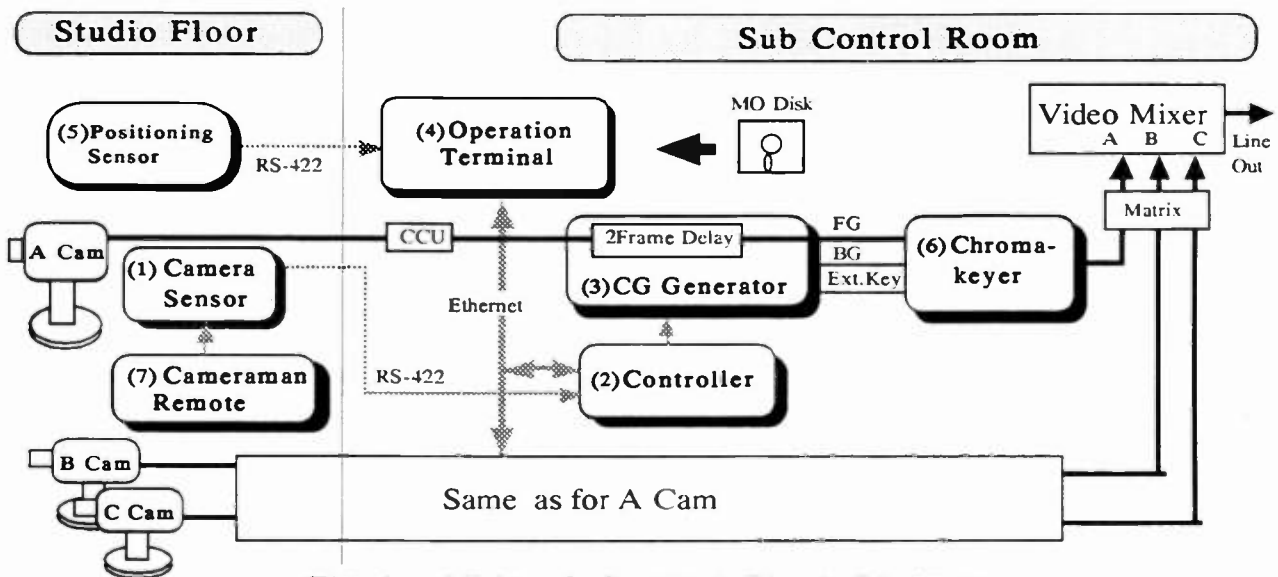 Studio Floor
Sub Control Room
(5)Positioning
Sensor
RS-422
(4)Operation
Terminal
MO Disk
Video Mixer
A B C
Line
Out
Matrix
A Cam
CCU
2Frame Delay
(3)CG Generator
FG
BG
Ext.Key
(6)Chroma-
keyer
(1) Camera
Sensor
Ethernet
(7) Cameraman
Remote
RS-422
(2)Controller
B Cam
C Cam
Same as for A Cam